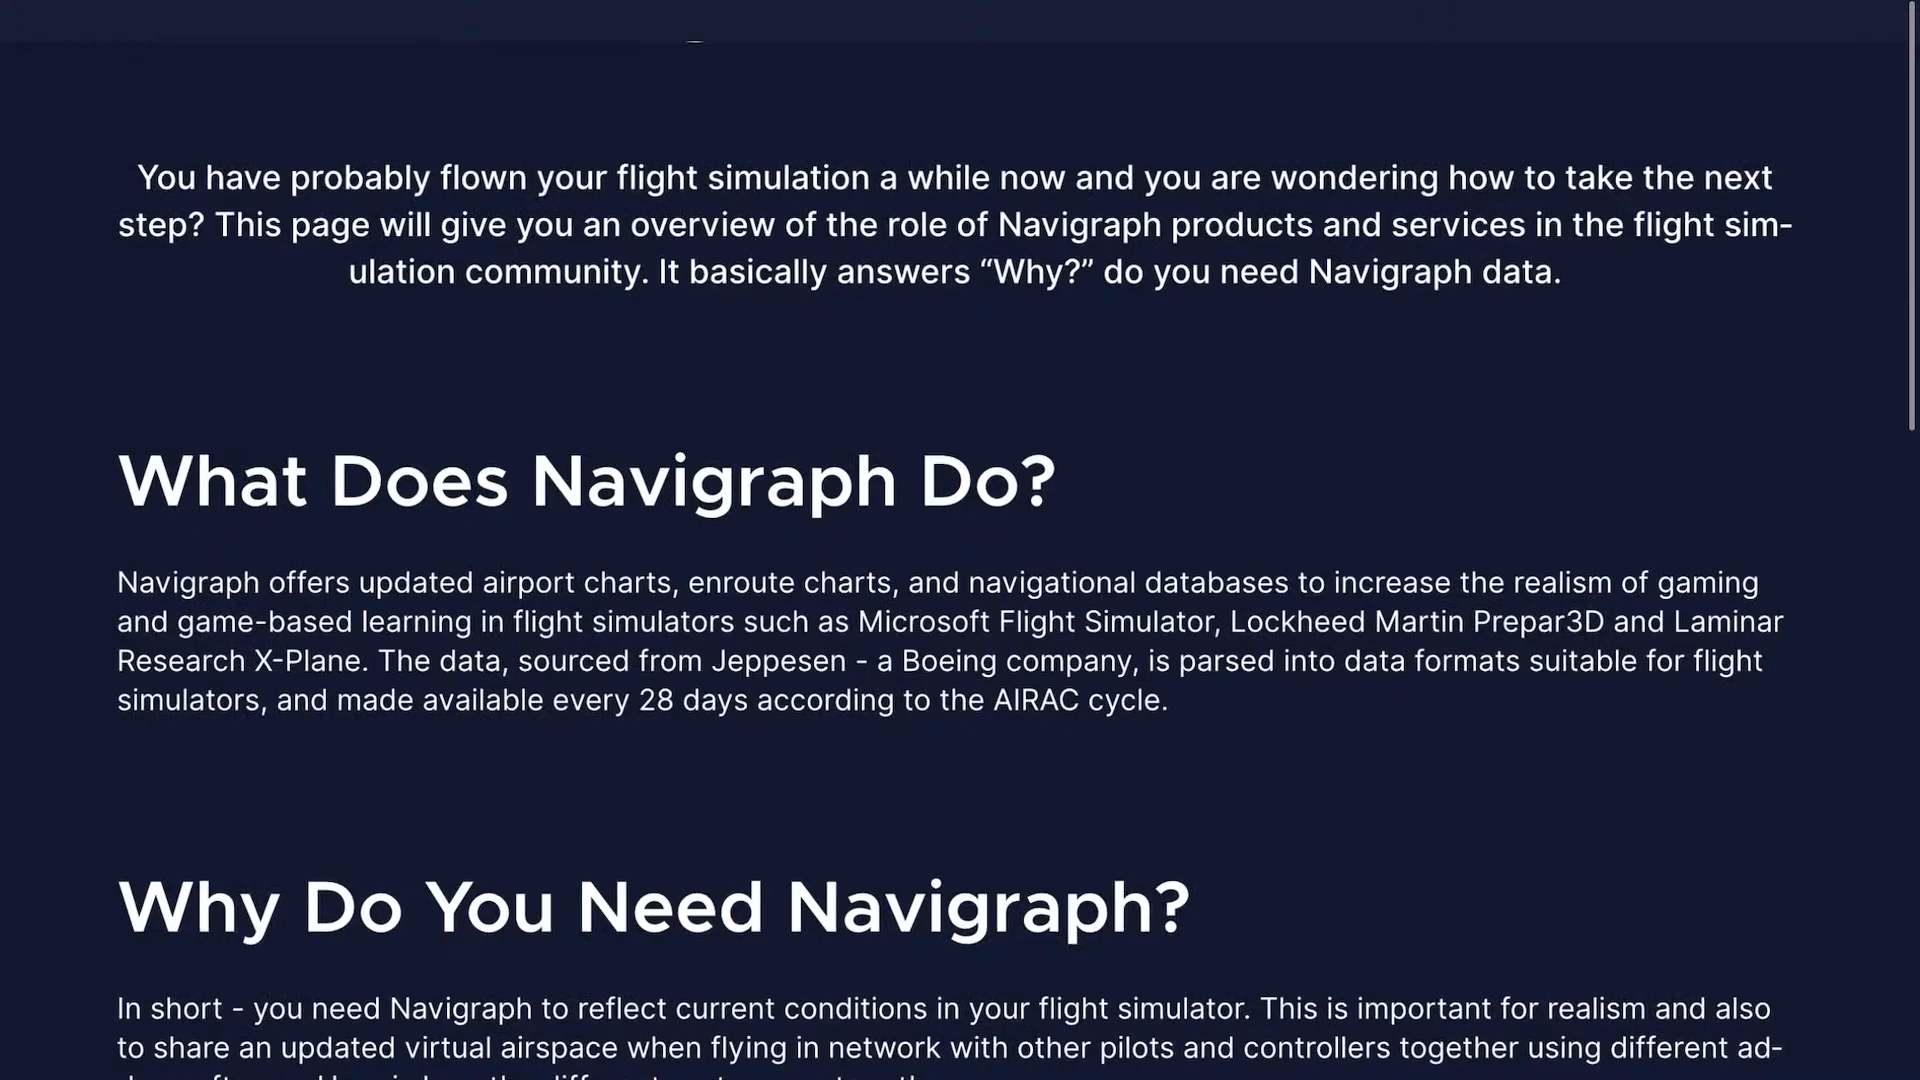 You have probably flown your flight simulation a while now and you are wondering how to take the next
step? This page will give you an overview of the role of Navigraph products and services in the flight sim-
ulation community. It basically answers “Why?” do you need Navigraph data.
What Does Navigraph Do?
Navigraph offers updated airport charts, enroute charts, and navigational databases to increase the realism of gaming
and game-based learning in flight simulators such as Microsoft Flight Simulator, Lockheed Martin Prepar3D and Laminar
Research X-Plane. The data, sourced from Jeppesen - a Boeing company, is parsed into data formats suitable for flight
simulators, and made available every 28 days according to the AIRAC cycle.
Why Do You Need Navigraph?
In short - you need Navigraph to reflect current conditions in your flight simulator. This is important for realism and also
to share an updated virtual airspace when flying in network with other pilots and controllers together using different ad-